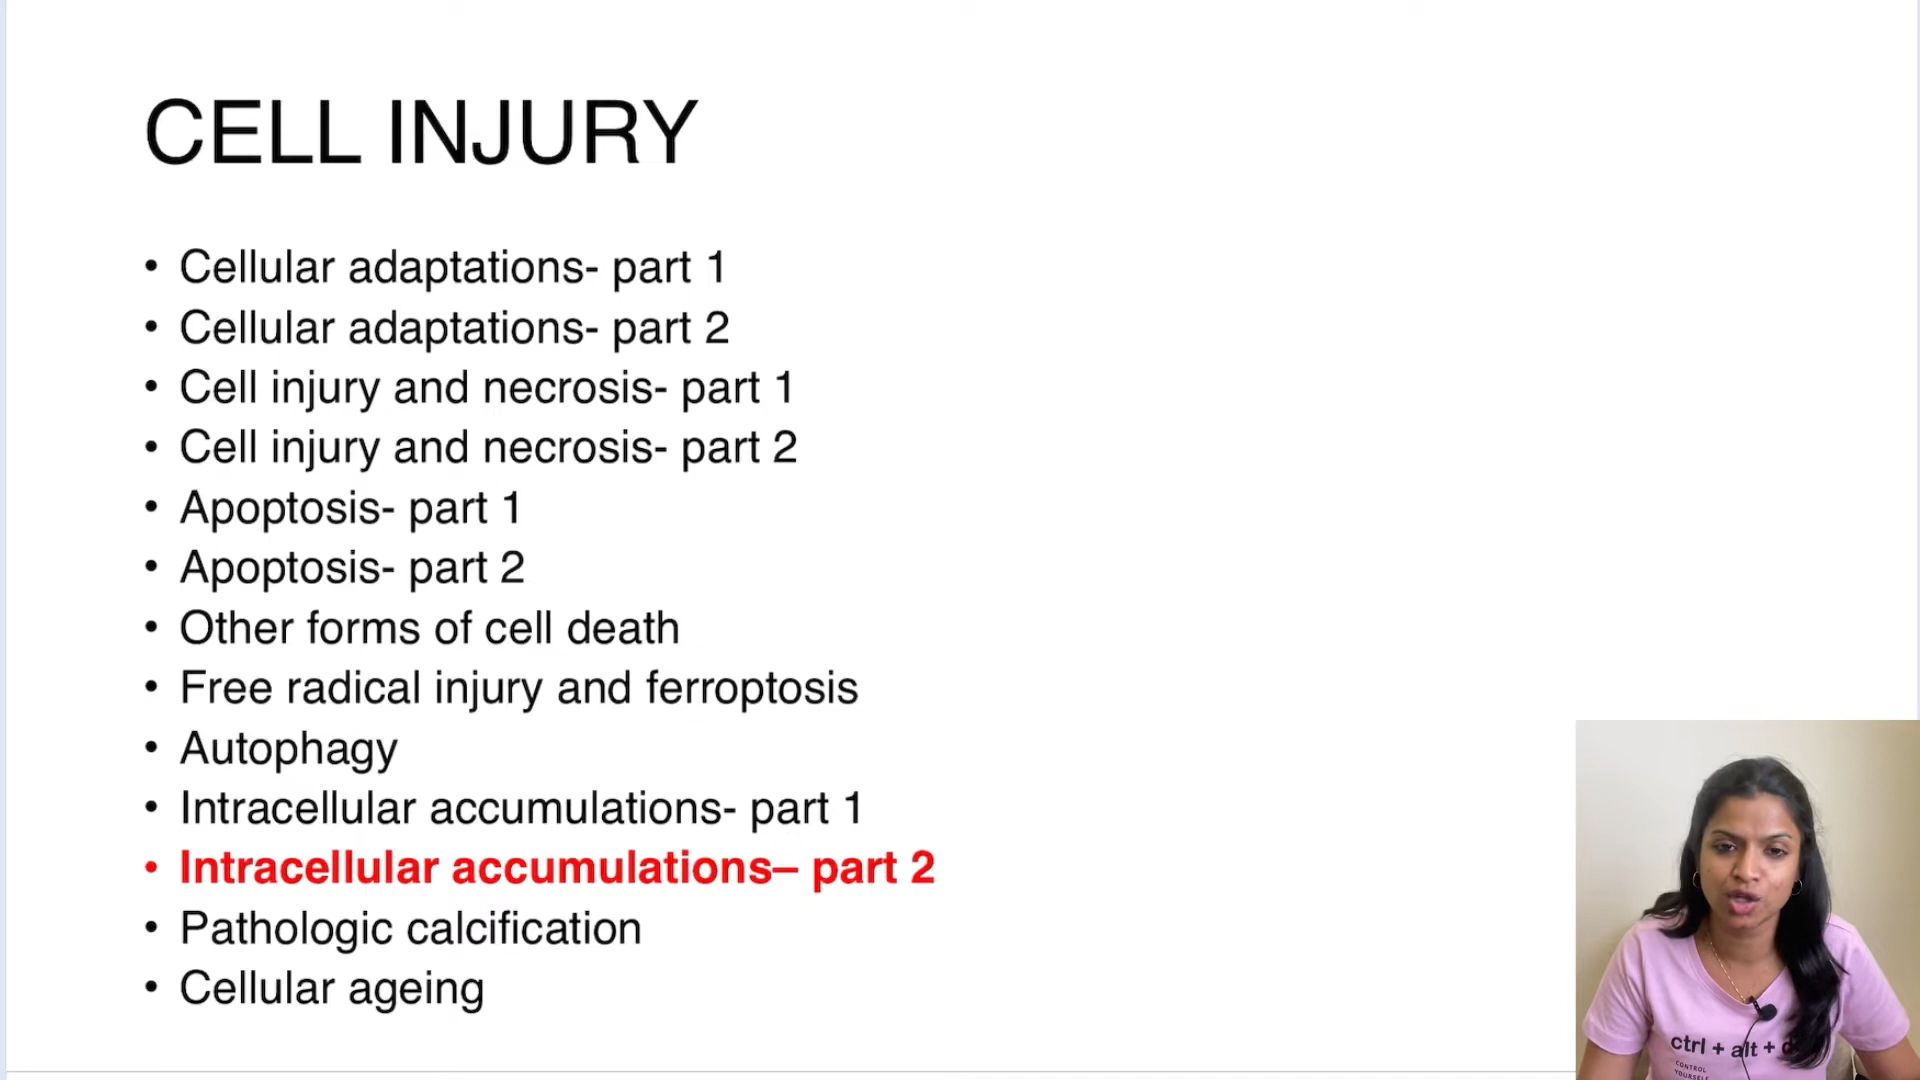 CELL INJURY
• Cellular adaptations- part 1
• Cellular adaptations- part 2
• Cell injury and necrosis- part 1
• Cell injury and necrosis- part 2
• Apoptosis- part 1
• Apoptosis- part 2
• Other forms of cell death
• Free radical injury and ferroptosis
• Autophagy
• Intracellular accumulations- part 1
• Intracellular accumulations– part 2
• Pathologic calcification
• Cellular ageing
ctrl + alt +
CONTROL
YOURSELF